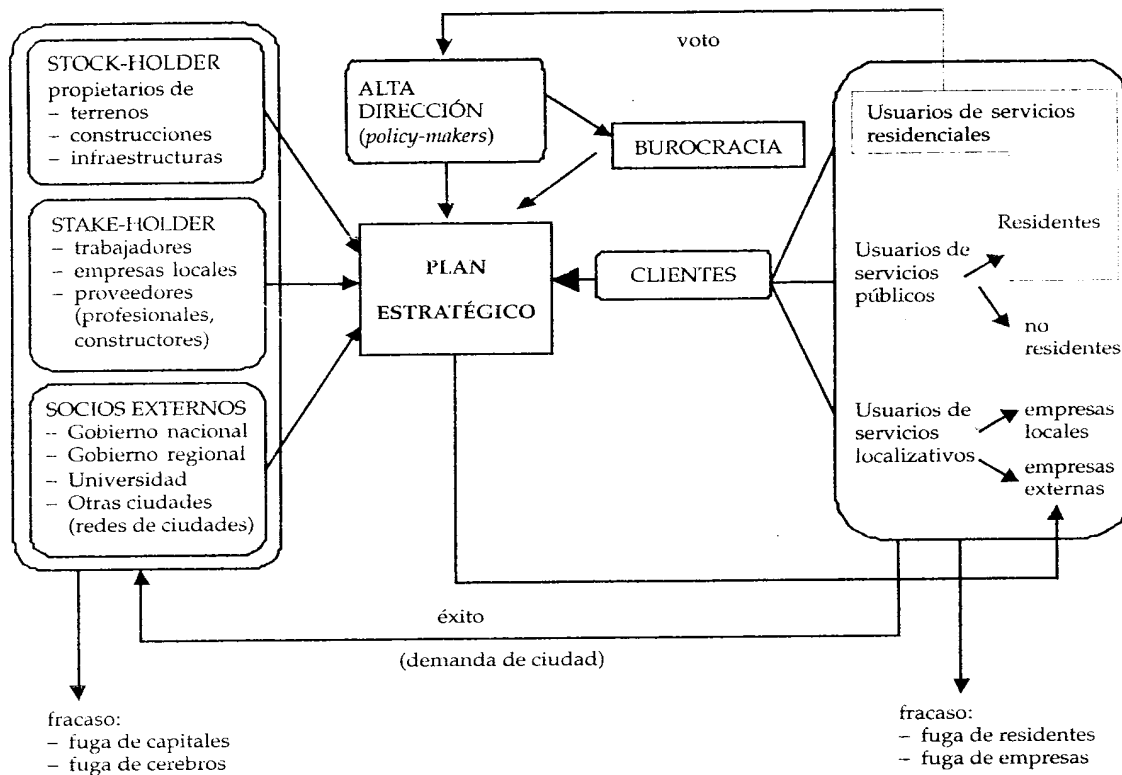 STOCK-HOLDER
propietarios de
– terrenos
– construcciones
– infraestructuras
STAKE-HOLDER
– trabajadores
– empresas locales
– proveedores
(profesionales,
constructores)
SOCIOS EXTERNOS
– Gobierno nacional
– Gobierno regional
– Universidad
– Otras ciudades
(redes de ciudades)
voto
ALTA
DIRECCIÓN
(policy-makers)
BUROCRACIA
PLAN
ESTRATÉGICO
CLIENTES
Usuarios de servicios
residenciales
Usuarios de
servicios
públicos
Residentes
no
residentes
Usuarios de
servicios
localizativos
empresas
locales
empresas
externas
éxito
(demanda de ciudad)
fracaso:
– fuga de capitales
– fuga de cerebros
fracaso:
– fuga de residentes
– fuga de empresas